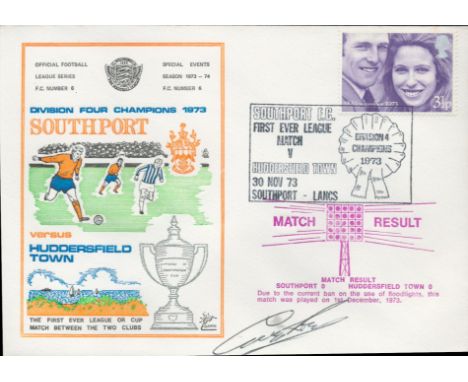 OFFICIAL FOOTBALL
LEAGUE SERIES
F.C. NUMBER 6
SPECIAL EVENTS
SEASON 1973 - 74
F.C. NUMBER 6
DIVISION FOUR CHAMPIONS 1973
SOUTHPORT
versus
HUDDERSFIELD
TOWN
THE FIRST EVER LEAGUE OR CUP
MATCH BETWEEN THE TWO CLUBS
3½p
SOUTHPORT F.C.
FIRST EVER LEAGUE
MATCH
V
HUDDERSFIELD TOWN
30 NOV 73
SOUTHPORT - LANCS
DIVISION 4
CHAMPIONS
1973
MATCH RESULT
MATCH RESULT
SOUTHPORT 0 HUDDERSFIELD TOWN 0
Due to the current ban on the use of floodlights, this
match was played on 1st December, 1973.